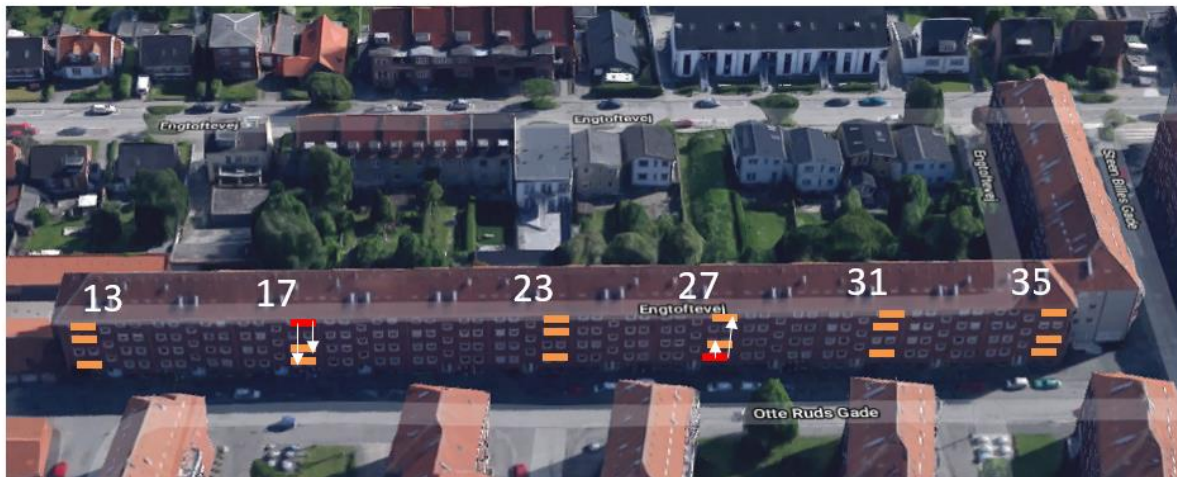 Engtoftevej
Engtoftevej
Engtoftevej
Steen Billes Gade
13
17
23
27
31
35
Engtoftevej
Otte Ruds Gade